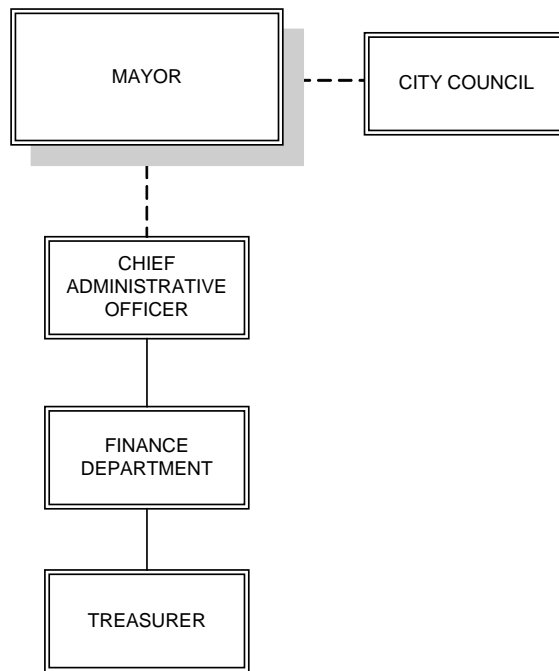 MAYOR
CITY COUNCIL
CHIEF
ADMINISTRATIVE
OFFICER
FINANCE
DEPARTMENT
TREASURER